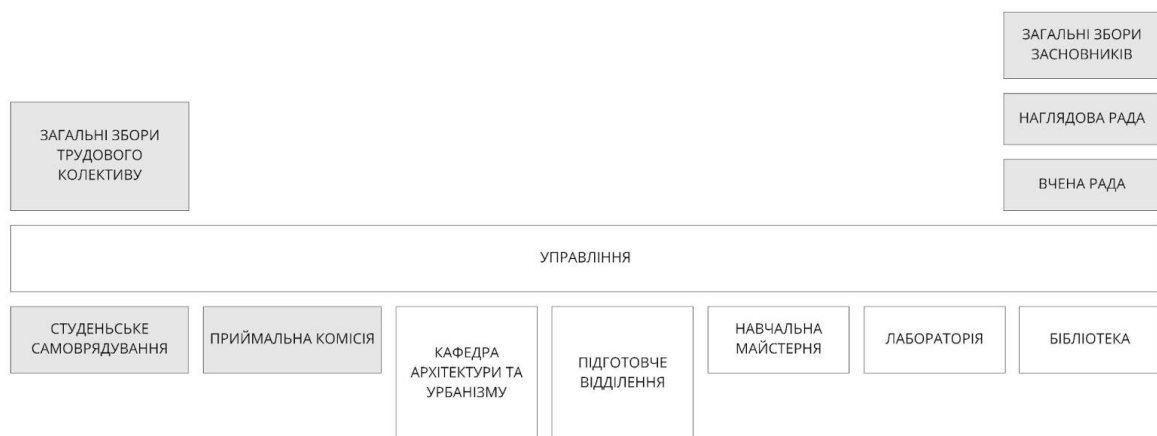 ЗАГАЛЬНІ ЗБОРИ
ЗАСНОВНИКІВ
НАГЛЯДОВА РАДА
ЗАГАЛЬНІ ЗБОРИ
ТРУДОВОГО
КОЛЕКТИВУ
ВЧЕНА РАДА
УПРАВЛІННЯ
СТУДЕНЬСЬКЕ
САМОВРЯДУВАННЯ
ПРИЙМАЛЬНА КОМІСІЯ
КАФЕДРА
АРХІТЕКТУРИ ТА
УРБАНІЗМУ
ПІДГОТОВЧЕ
ВІДДІЛЕННЯ
НАВЧАЛЬНА
МАЙСТЕРНЯ
ЛАБОРАТОРІЯ
БІБЛІОТЕКА